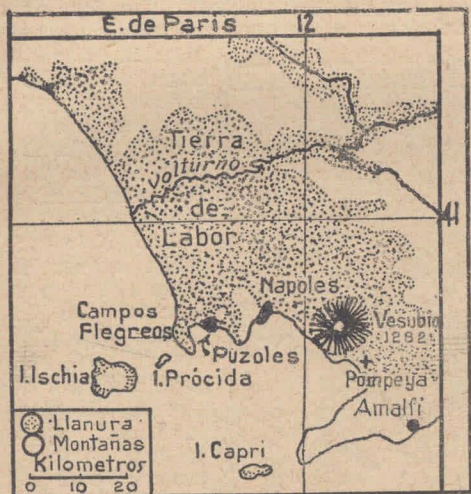 E. de París 12
Tierra
Volturno
41
de
Labor
Napoles
Campos
Flegreos
Vesubio
1282
Puzoles
I. Ischia
I. Prócida
Pompeya
Amalfi
Llanura
Montañas
Kilometros
0 10 20
I. Capri